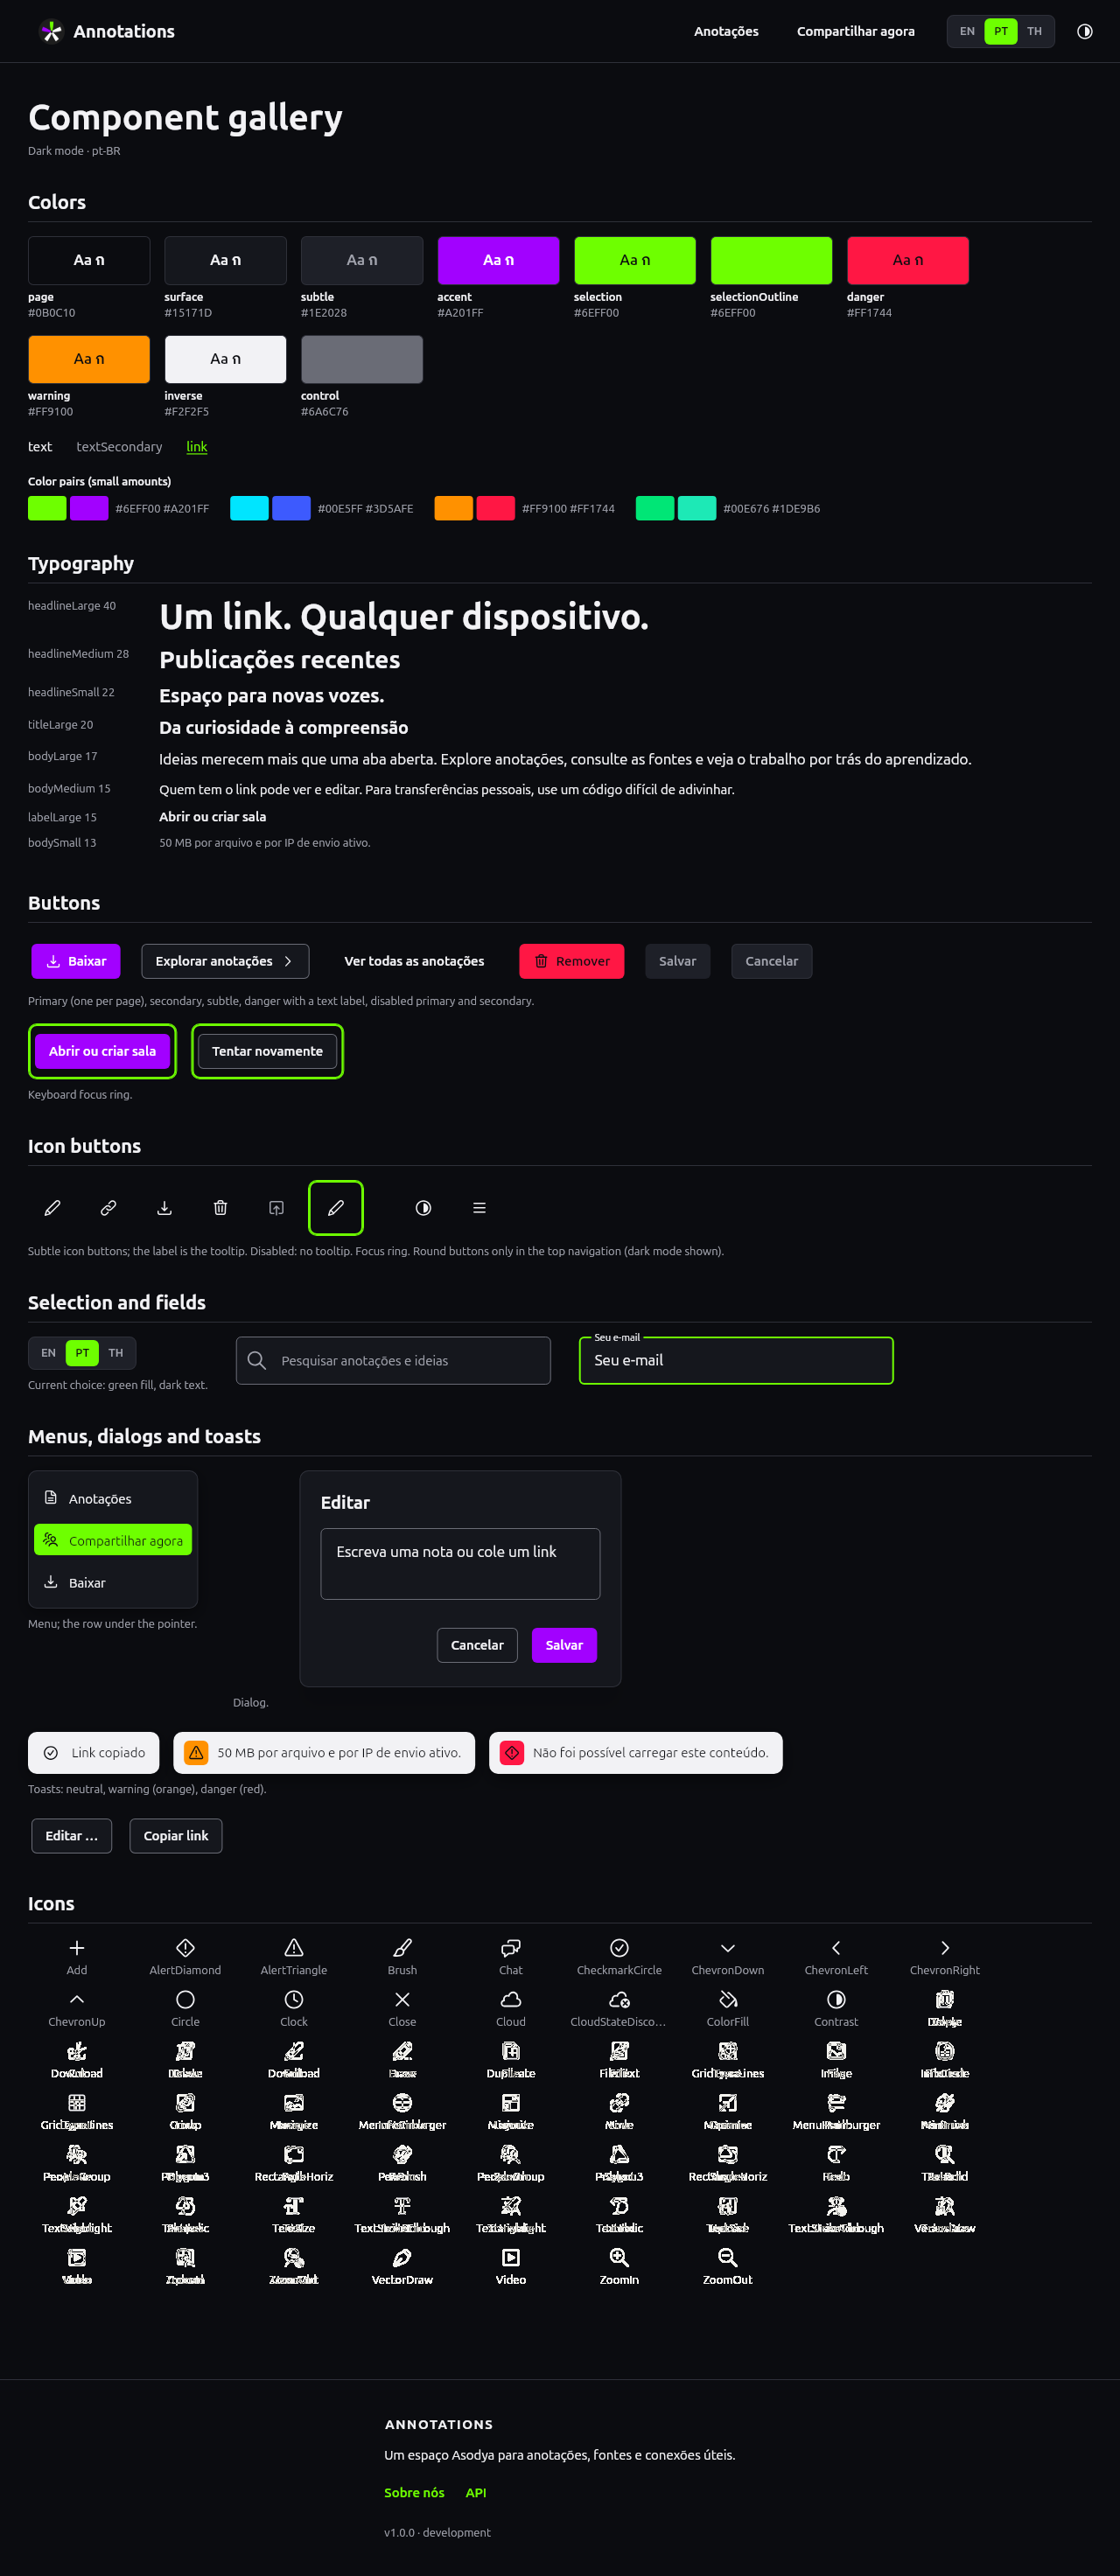 Annotations
Anotações
Compartilhar agora
EN PT TH
Component gallery
Dark mode · pt-BR
Colors
Aa ก Aa ก Aa ก Aa ก Aa ก Aa ก
page surface subtle accent selection selectionOutline danger
#0B0C10 #15171D #1E2028 #A201FF #6EFF00 #6EFF00 #FF1744
Aa ก Aa ก
warning inverse control
#FF9100 #F2F2F5 #6A6C76
text textSecondary link
Color pairs (small amounts)
#6EFF00 #A201FF #00E5FF #3D5AFE #FF9100 #FF1744 #00E676 #1DE9B6
Typography
headlineLarge 40 Um link. Qualquer dispositivo.
headlineMedium 28 Publicações recentes
headlineSmall 22 Espaço para novas vozes.
titleLarge 20 Da curiosidade à compreensão
bodyLarge 17 Ideias merecem mais que uma aba aberta. Explore anotações, consulte as fontes e veja o trabalho por trás do aprendizado.
bodyMedium 15 Quem tem o link pode ver e editar. Para transferências pessoais, use um código difícil de adivinhar.
labelLarge 15 Abrir ou criar sala
bodySmall 13 50 MB por arquivo e por IP de envio ativo.
Buttons
Baixar Explorar anotações Ver todas as anotações Remover Salvar Cancelar
Primary (one per page), secondary, subtle, danger with a text label, disabled primary and secondary.
Abrir ou criar sala Tentar novamente
Keyboard focus ring.
Icon buttons
Subtle icon buttons; the label is the tooltip. Disabled: no tooltip. Focus ring. Round buttons only in the top navigation (dark mode shown).
Selection and fields
EN PT TH
Current choice: green fill, dark text.
Pesquisar anotações e ideias
Seu e-mail
Seu e-mail
Menus, dialogs and toasts
Anotações
Compartilhar agora
Baixar
Menu; the row under the pointer.
Editar
Escreva uma nota ou cole um link
Cancelar Salvar
Dialog.
Link copiado
50 MB por arquivo e por IP de envio ativo.
Não foi possível carregar este conteúdo.
Toasts: neutral, warning (orange), danger (red).
Editar … Copiar link
Icons
Add AlertDiamond AlertTriangle Brush Chat CheckmarkCircle ChevronDown ChevronLeft ChevronRight
ChevronUp Circle Clock Close Cloud CloudStateDisco… ColorFill Contrast
VectorDraw Video ZoomIn ZoomOut
ANNOTATIONS
Um espaço Asodya para anotações, fontes e conexões úteis.
Sobre nós API
v1.0.0 · development